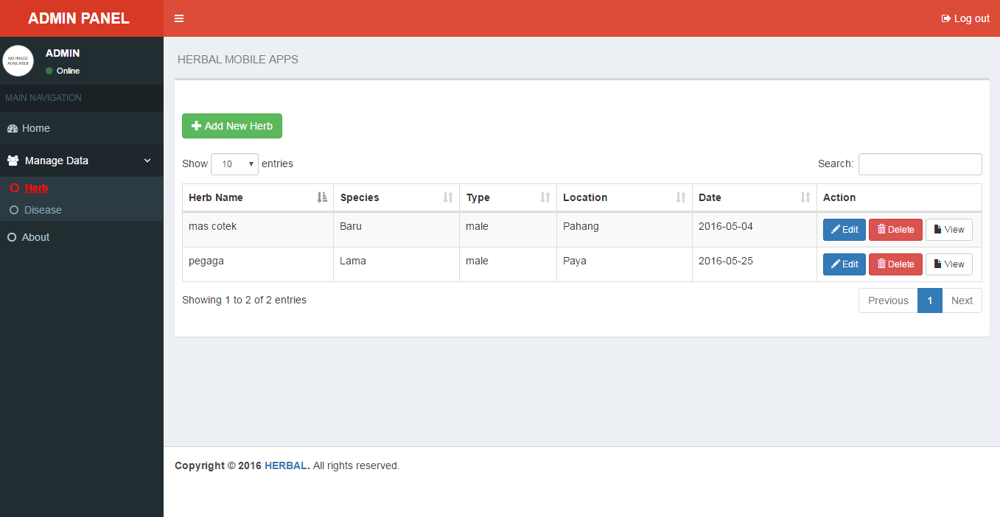 ADMIN PANEL
Log out
NO IMAGE
AVAILABLE
ADMIN
Online
MAIN NAVIGATION
Home
Manage Data
Herb
Disease
About
HERBAL MOBILE APPS
Add New Herb
Show 10 entries
Search:
Herb Name Species Type Location Date Action
mas cotek Baru male Pahang 2016-05-04 Edit Delete View
pegaga Lama male Paya 2016-05-25 Edit Delete View
Showing 1 to 2 of 2 entries
Previous 1 Next
Copyright © 2016 HERBAL. All rights reserved.